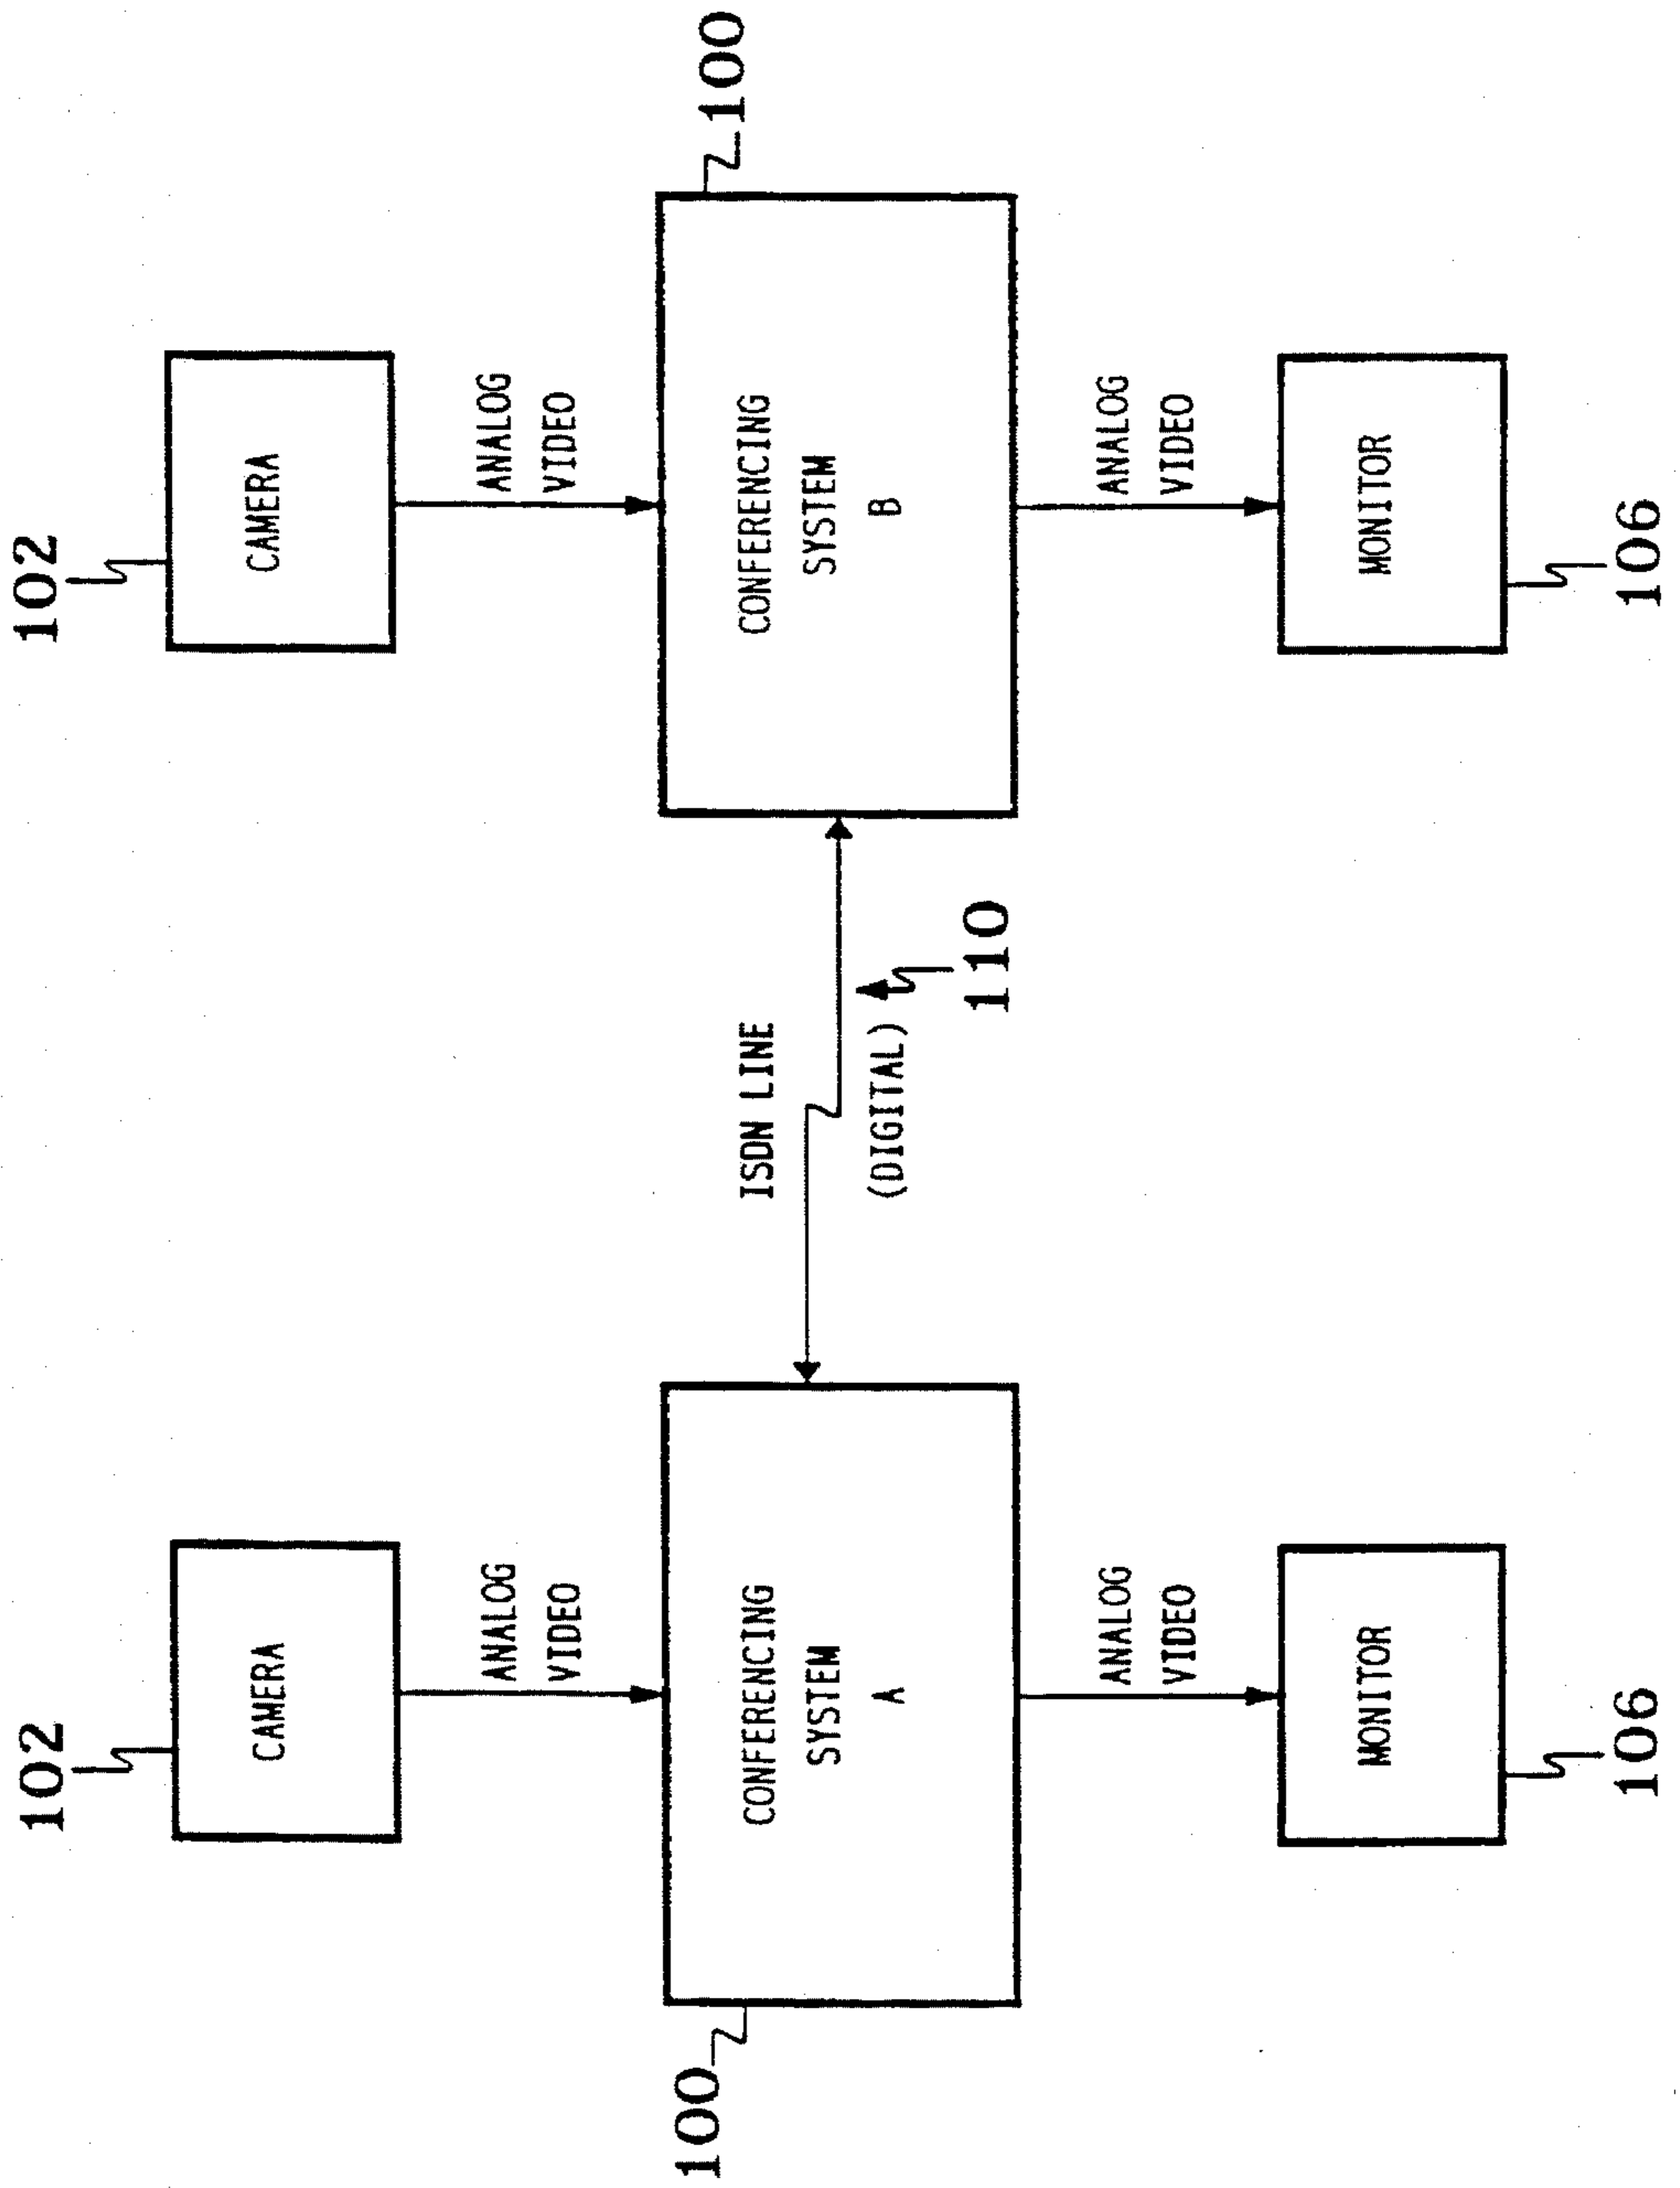 102
CAMERA
ANALOG
VIDEO
100
CONFERENCING
SYSTEM
A
ANALOG
VIDEO
MONITOR
106
ISDN LINE
(DIGITAL)
110
102
CAMERA
ANALOG
VIDEO
100
CONFERENCING
SYSTEM
B
ANALOG
VIDEO
MONITOR
106